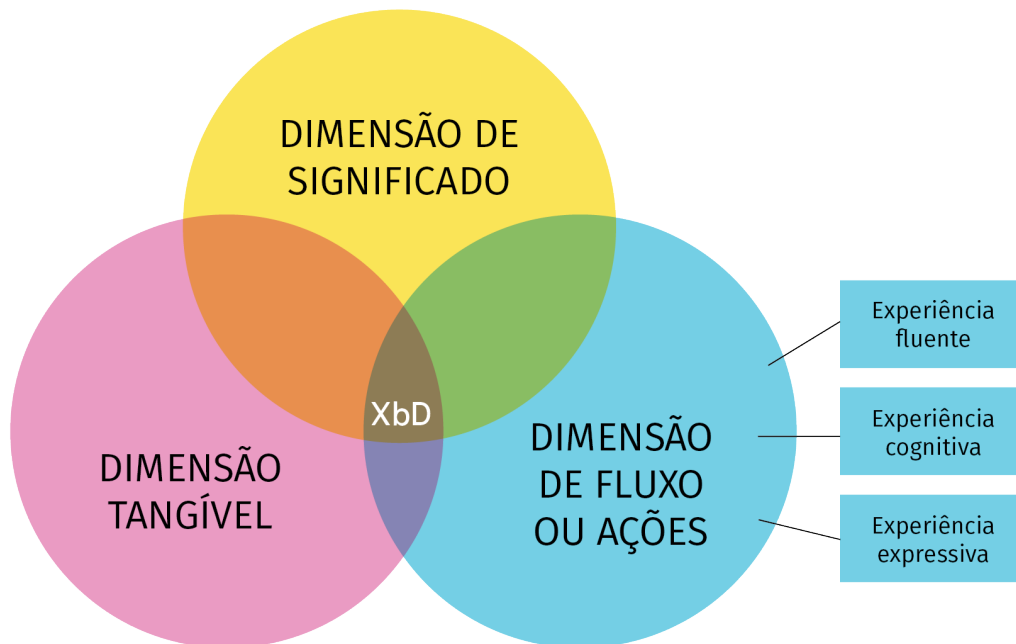 DIMENSÃO DE
SIGNIFICADO
DIMENSÃO
TANGÍVEL
XbD
DIMENSÃO
DE FLUXO
OU AÇÕES
Experiência
fluente
Experiência
cognitiva
Experiência
expressiva